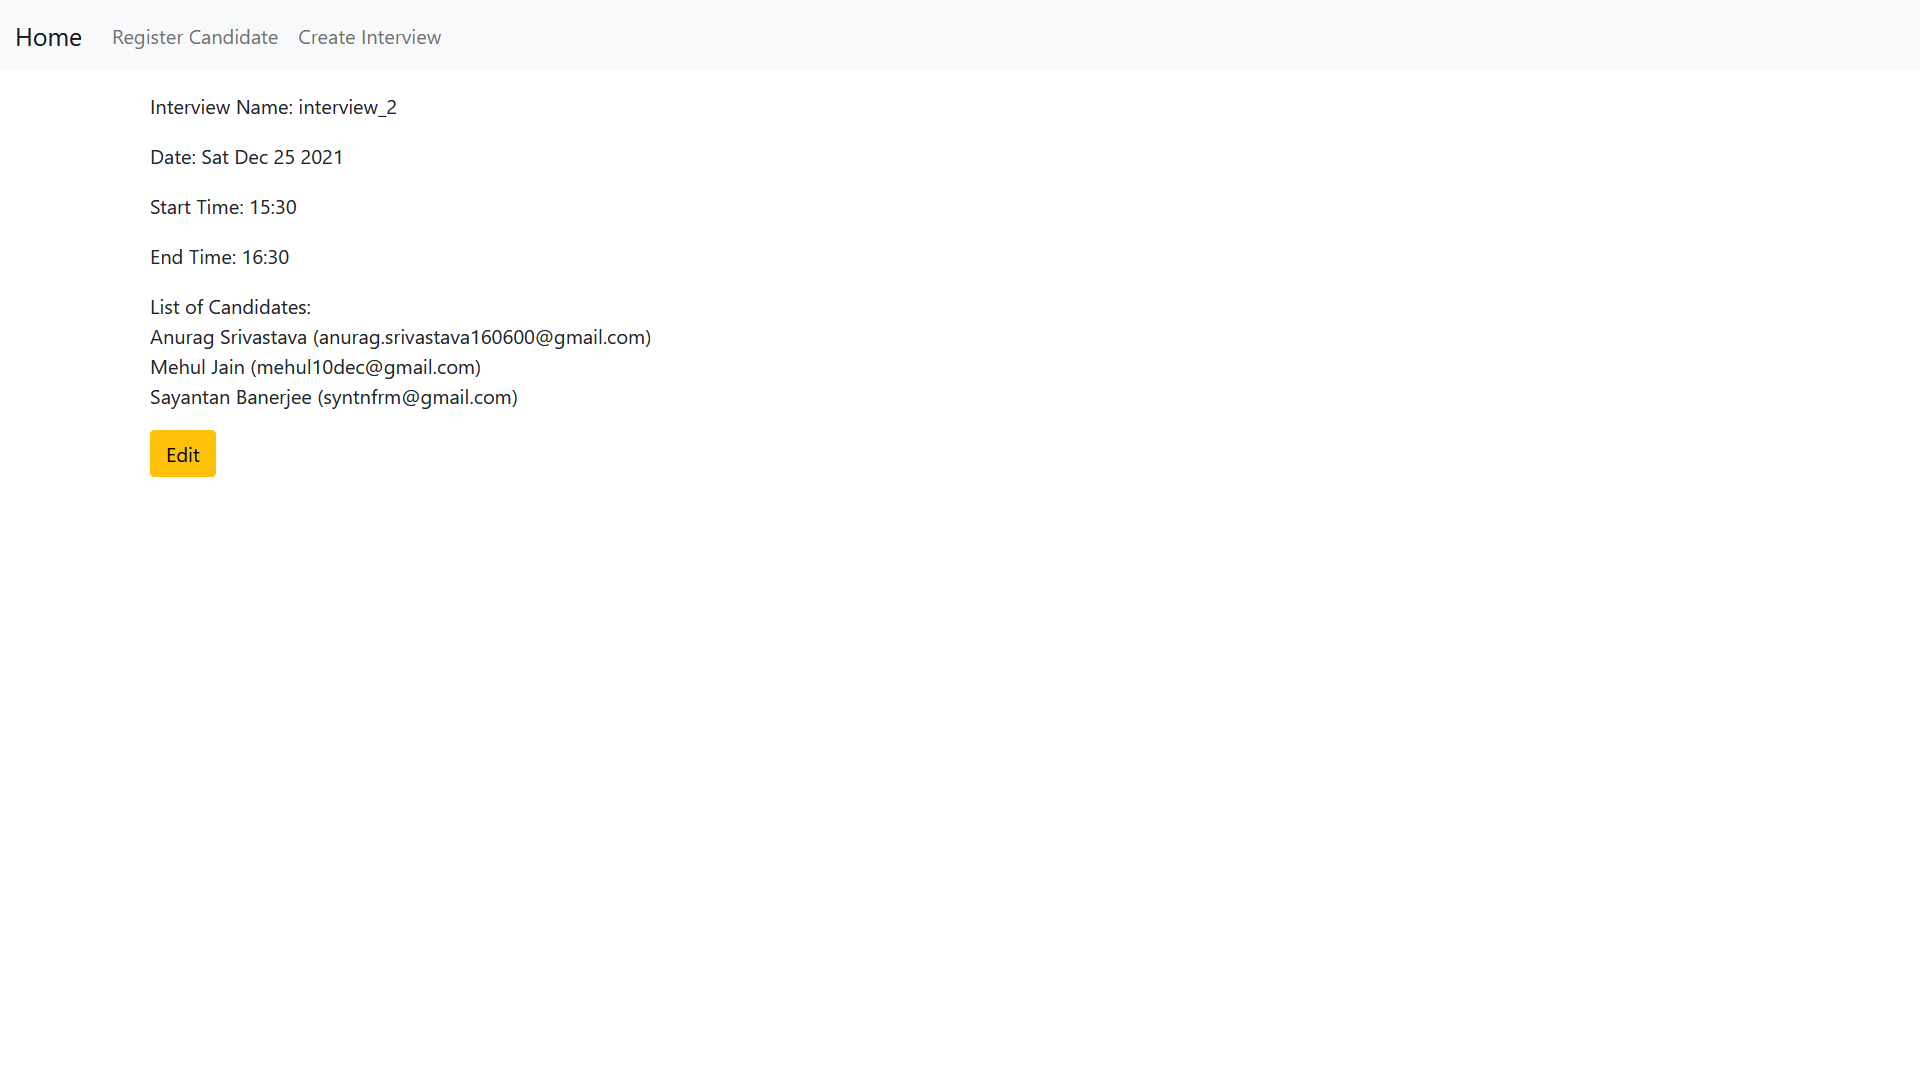 Home Register Candidate Create Interview
Interview Name: interview_2
Date: Sat Dec 25 2021
Start Time: 15:30
End Time: 16:30
List of Candidates:
Anurag Srivastava (anurag.srivastava160600@gmail.com)
Mehul Jain (mehul10dec@gmail.com)
Sayantan Banerjee (syntnfrm@gmail.com)
Edit